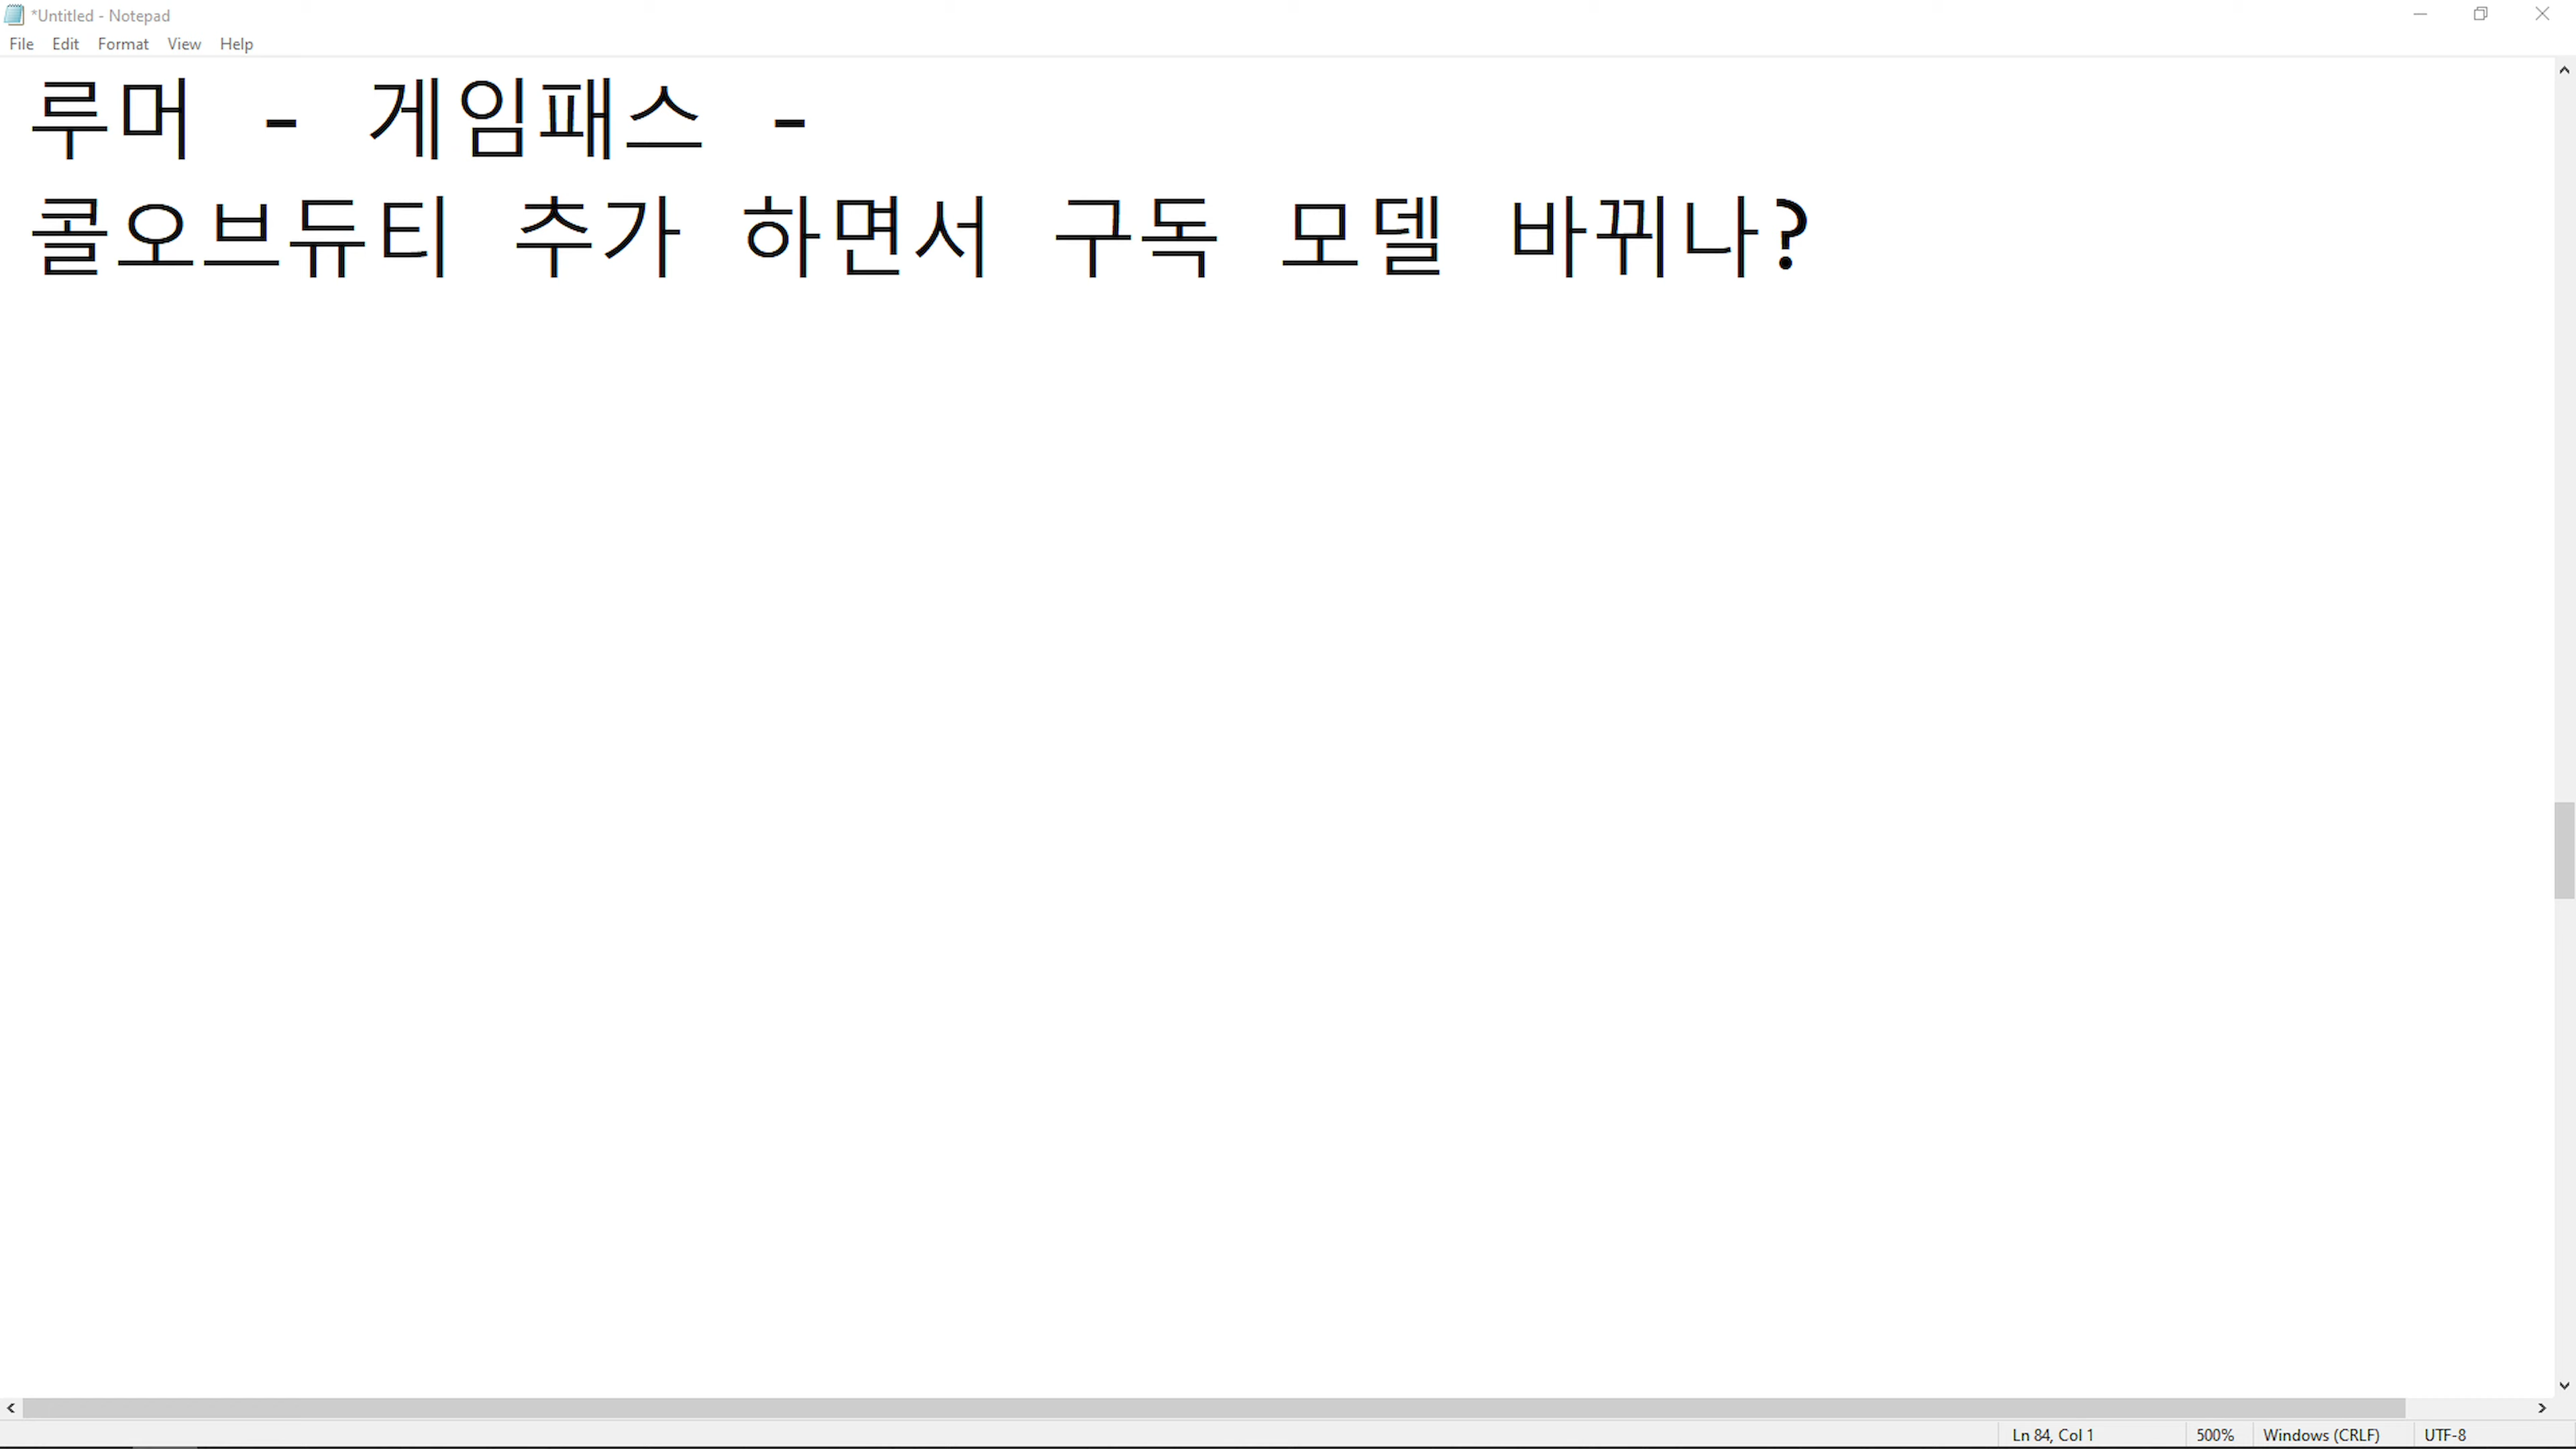 *Untitled - Notepad
File Edit Format View Help
루머 - 게임패스 -
콜오브듀티 추가 하면서 구독 모델 바뀌나?
Ln 84, Col 1 500% Windows (CRLF) UTF-8